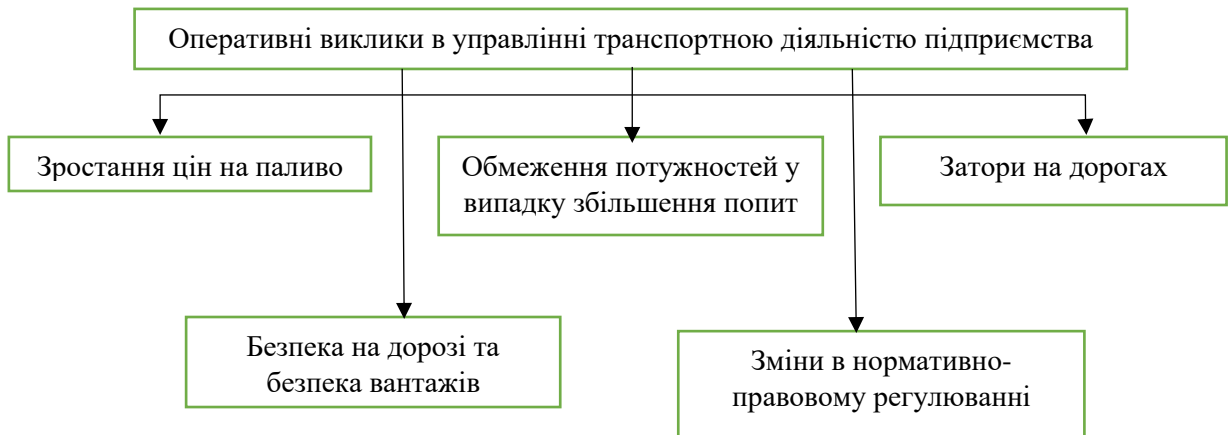 Оперативні виклики в управлінні транспортною діяльністю підприємства
Зростання цін на паливо
Обмеження потужностей у
випадку збільшення попит
Затори на дорогах
Безпека на дорозі та
безпека вантажів
Зміни в нормативно-
правовому регулюванні